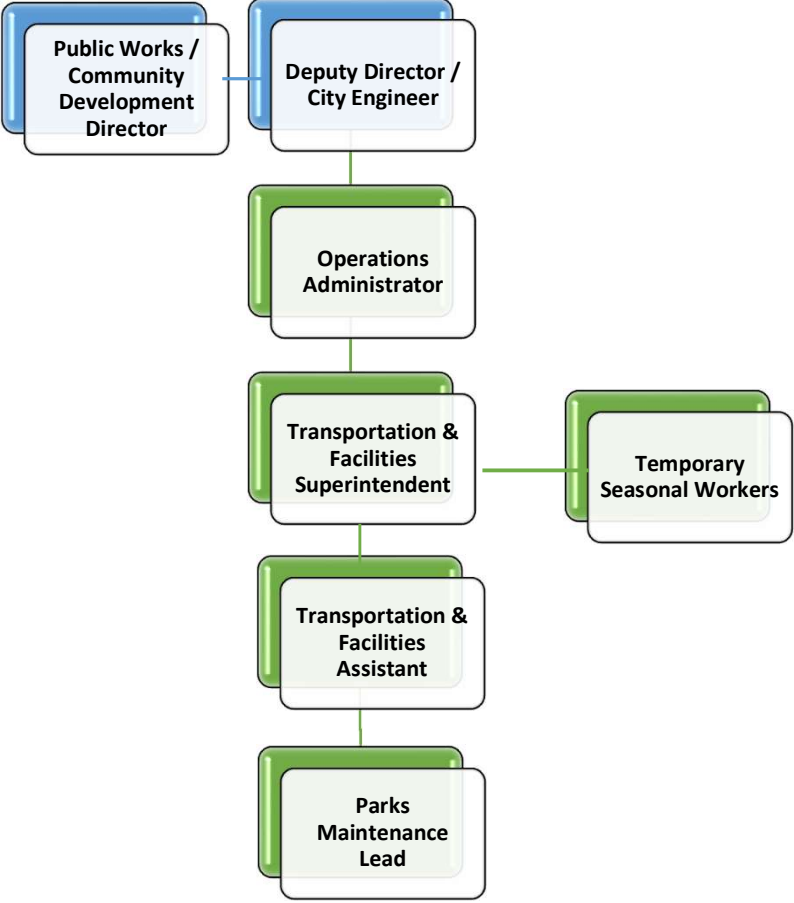 Public Works /
Community
Development
Director
Deputy Director /
City Engineer
Operations
Administrator
Transportation &
Facilities
Superintendent
Temporary
Seasonal Workers
Transportation &
Facilities
Assistant
Parks
Maintenance
Lead